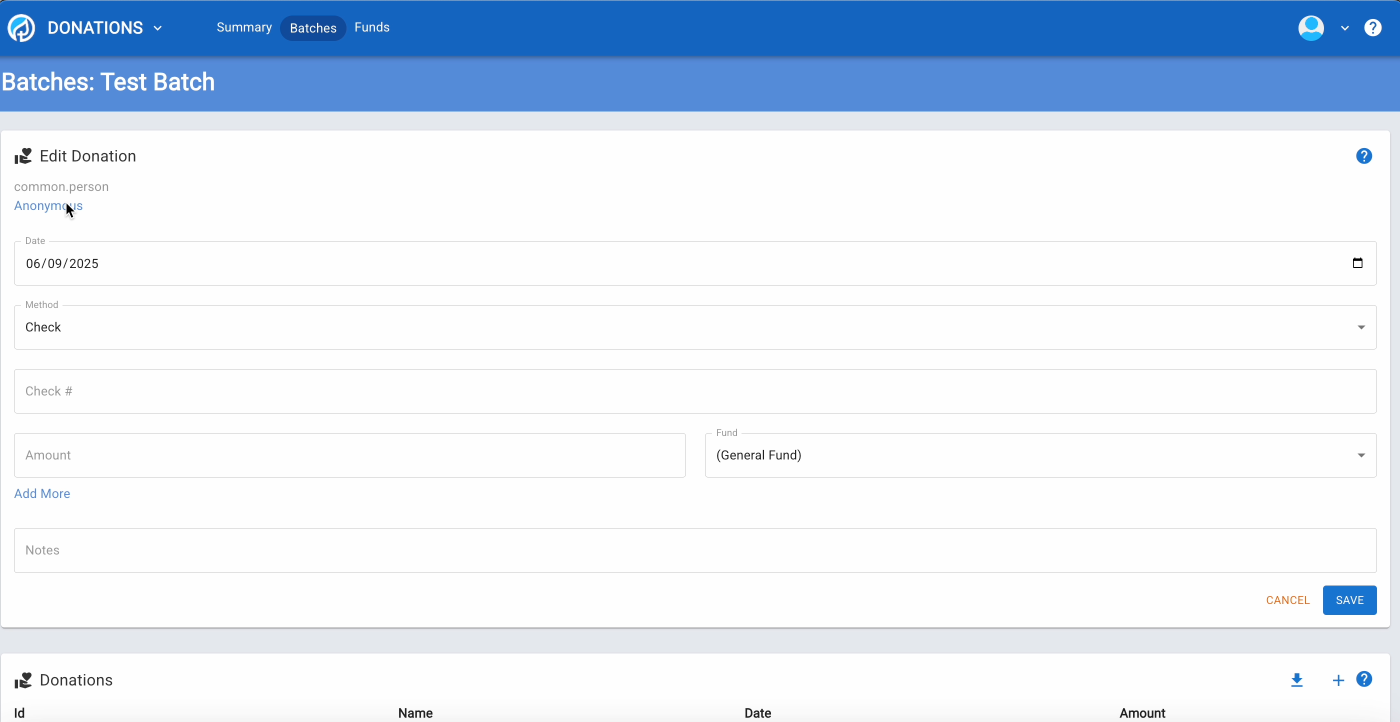 DONATIONS Summary Batches Funds
Batches: Test Batch
Edit Donation
common.person
Anonymous
Date
06/09/2025
Method
Check
Check #
Amount
Fund
(General Fund)
Add More
Notes
CANCEL SAVE
Donations
Id Name Date Amount